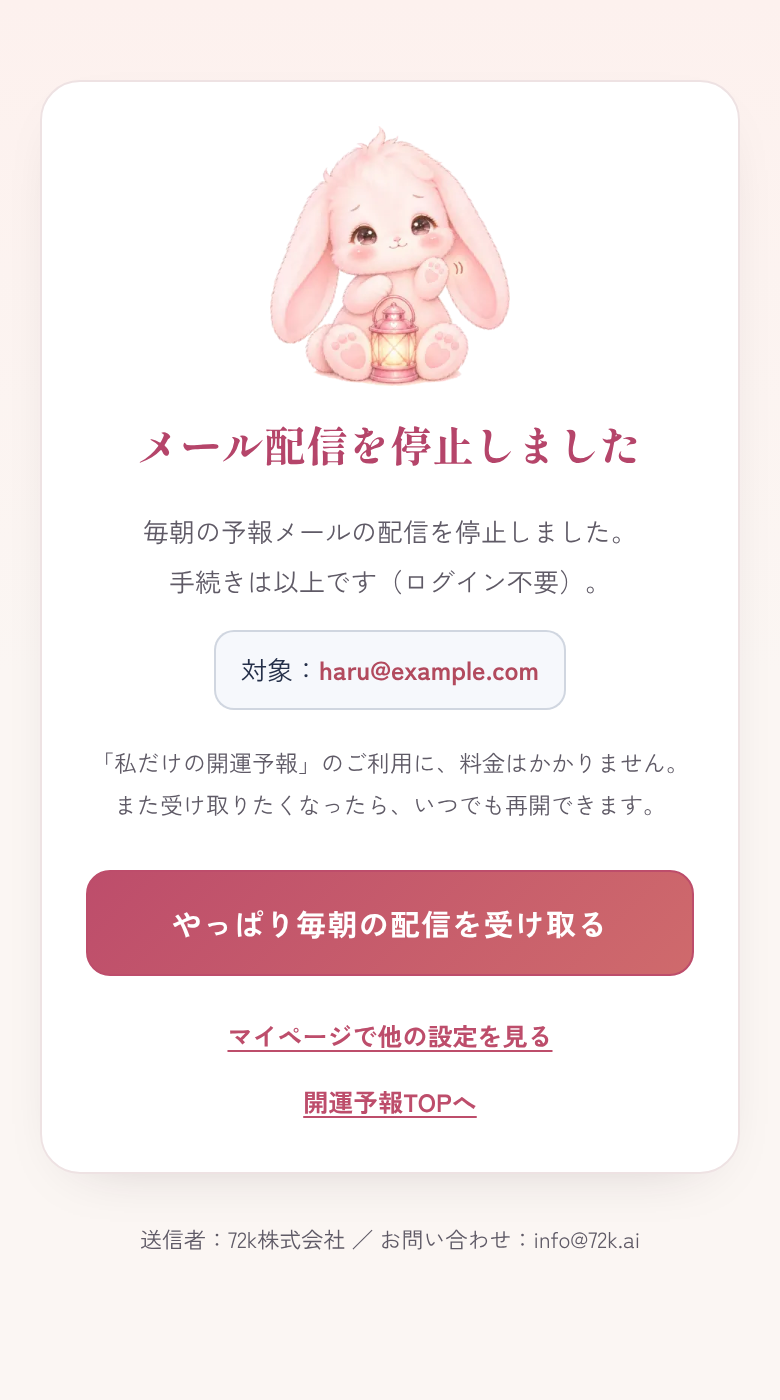 メール配信を停止しました
毎朝の予報メールの配信を停止しました。
手続きは以上です（ログイン不要）。
対象：haru@example.com
「私だけの開運予報」のご利用に、料金はかかりません。
また受け取りたくなったら、いつでも再開できます。
やっぱり毎朝の配信を受け取る
マイページで他の設定を見る
開運予報TOPへ
送信者：72k株式会社 ／ お問い合わせ：info@72k.ai